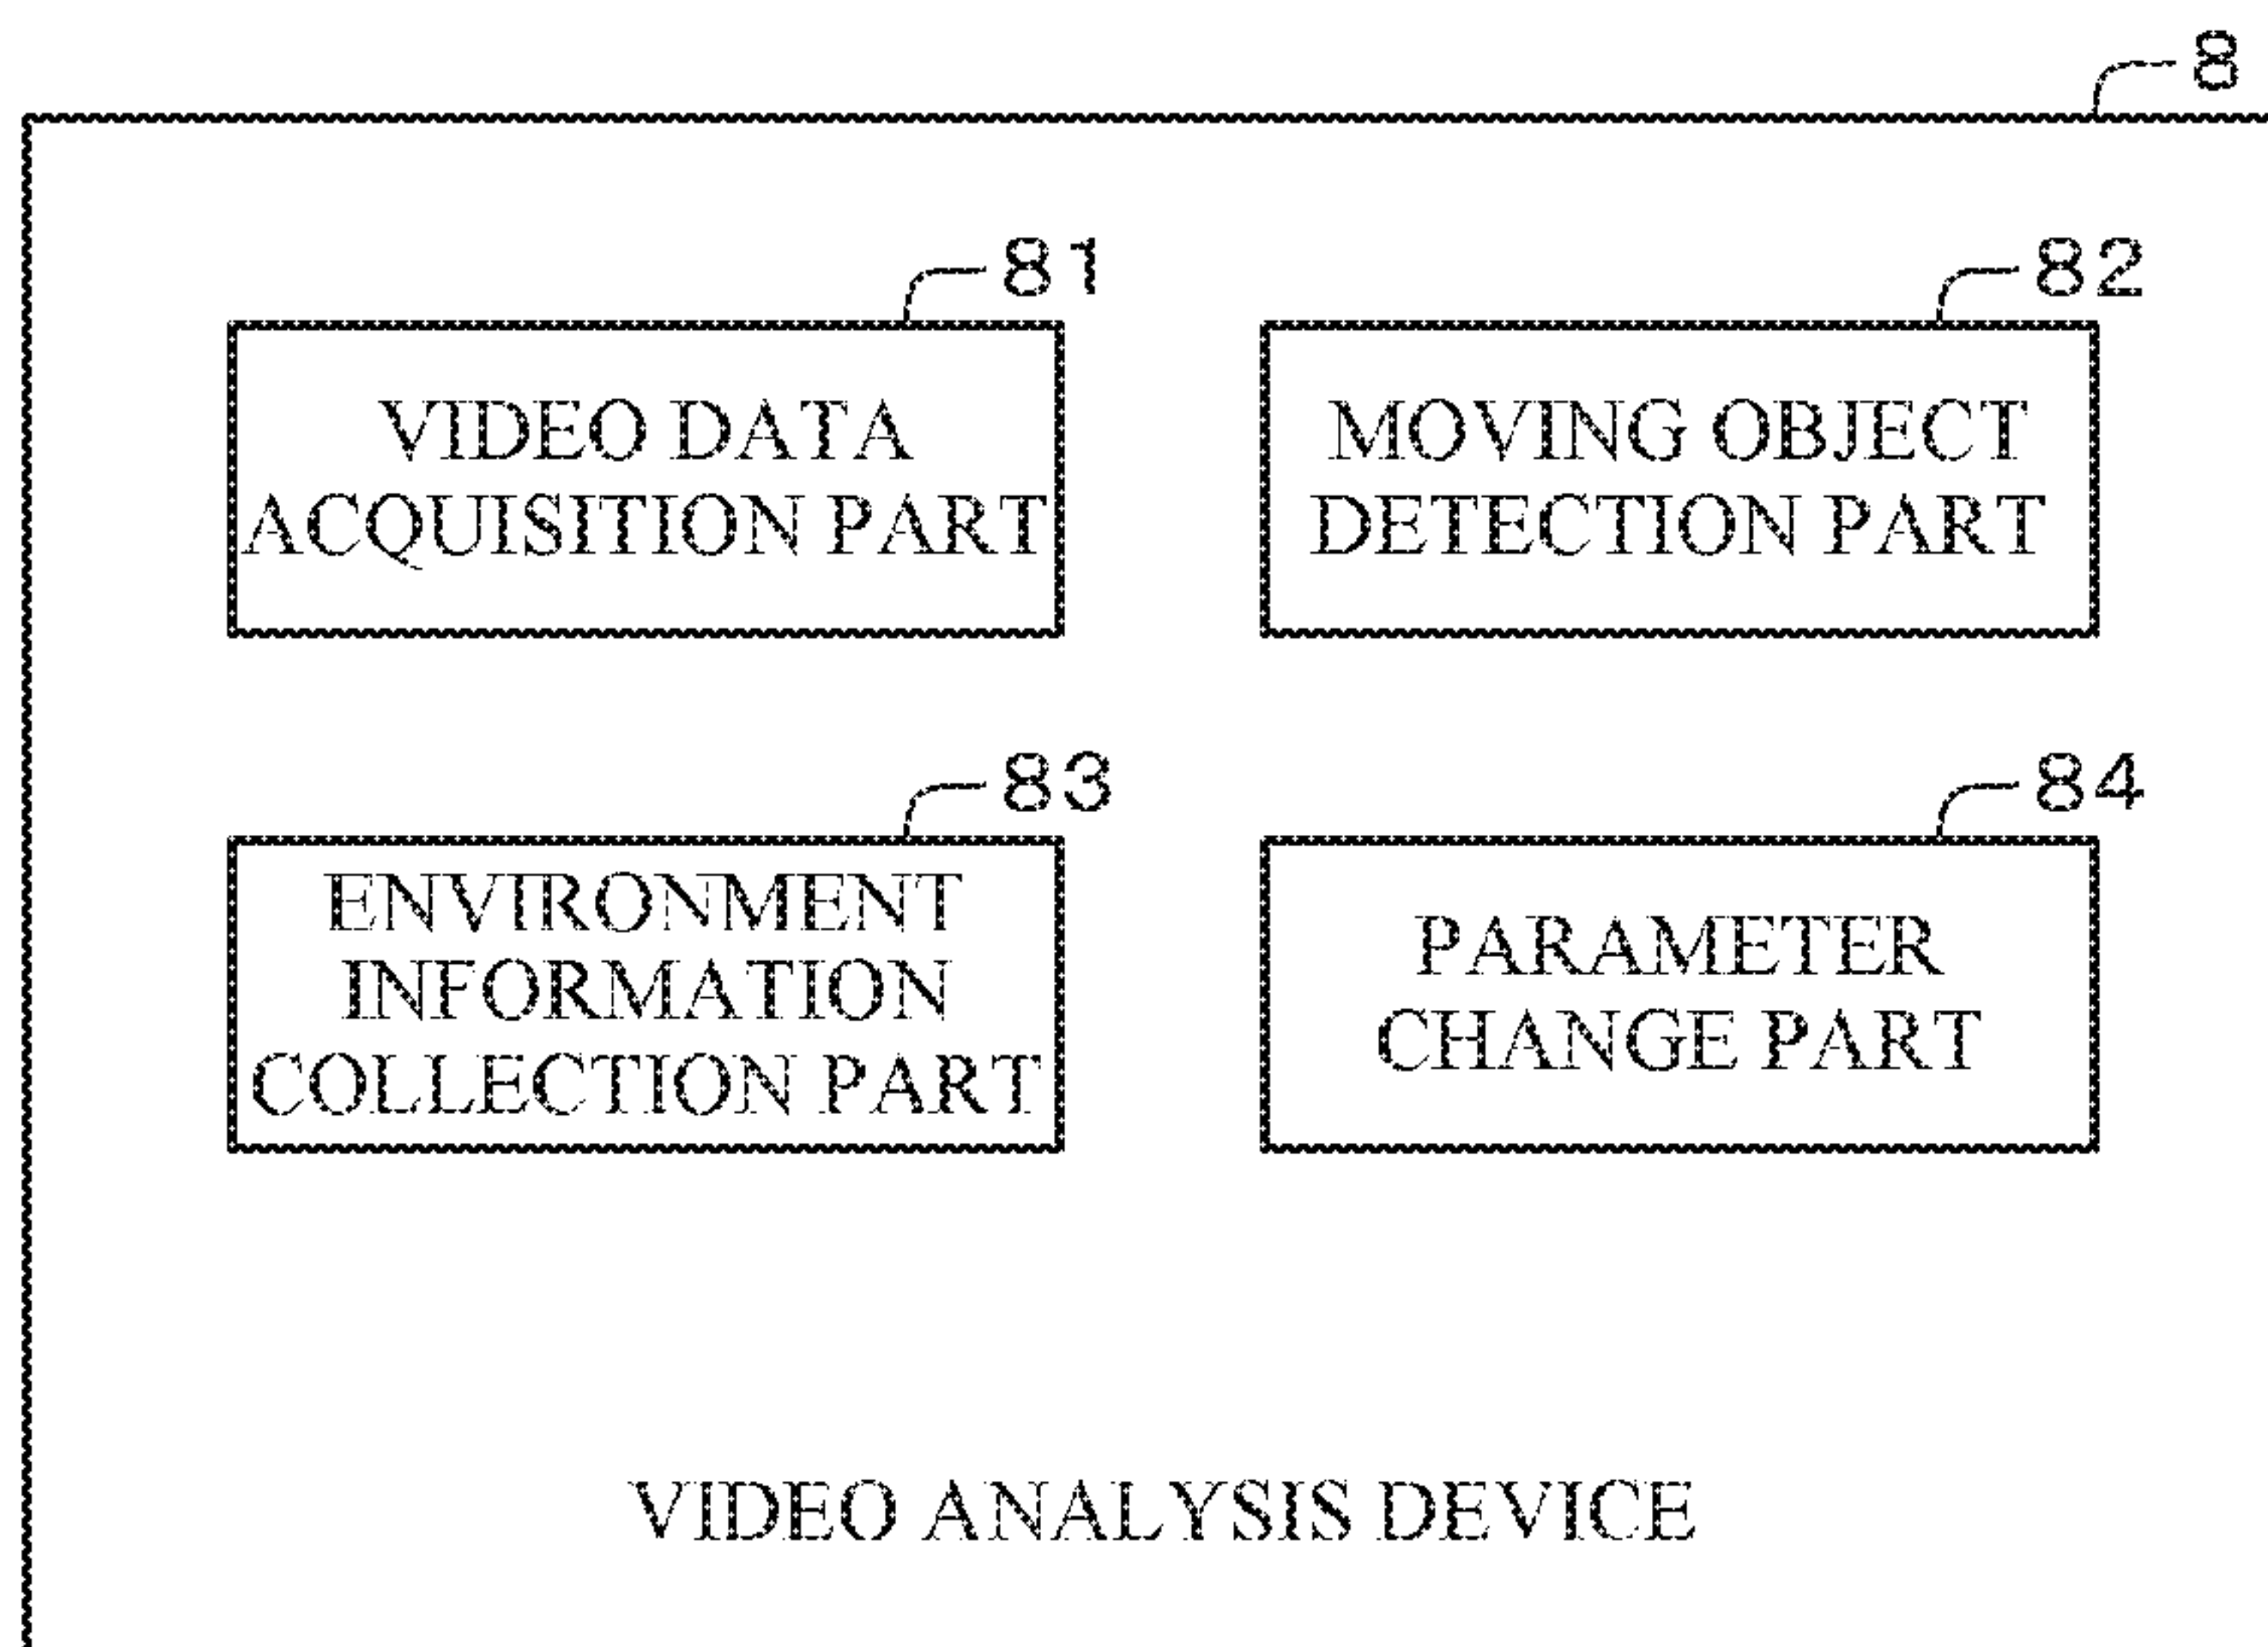 8
81
VIDEO DATA
ACQUISITION PART
82
MOVING OBJECT
DETECTION PART
83
ENVIRONMENT
INFORMATION
COLLECTION PART
84
PARAMETER
CHANGE PART
VIDEO ANALYSIS DEVICE